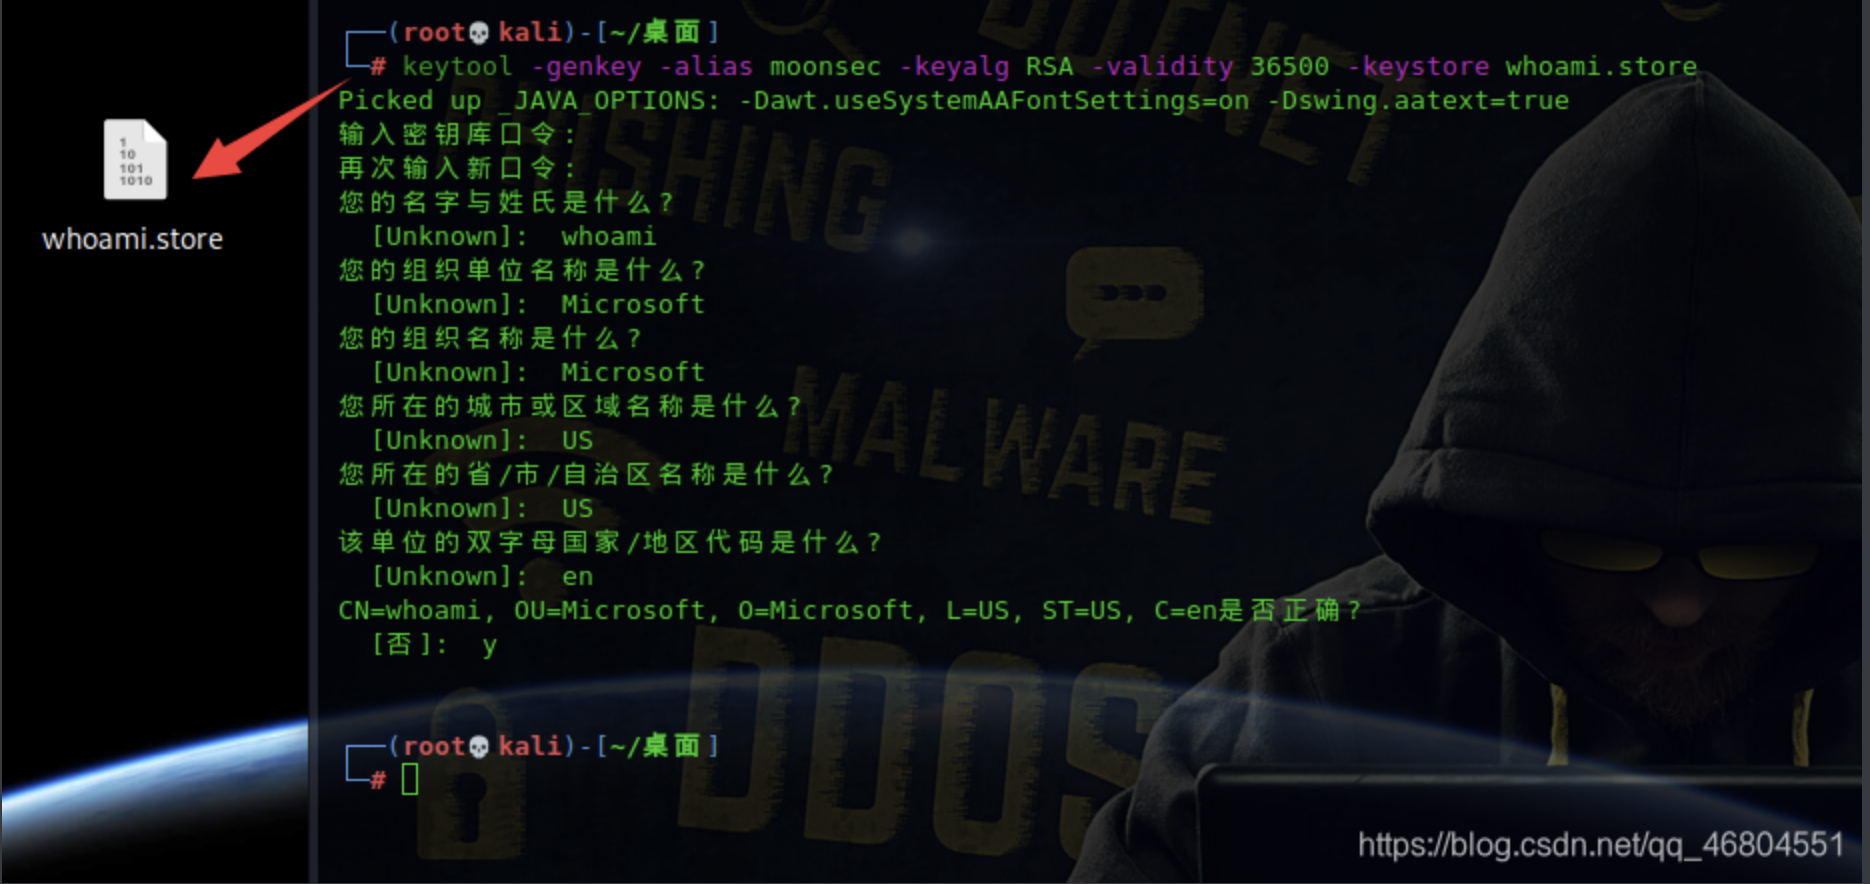 (root💀kali)-[~/桌面]
# keytool -genkey -alias moonsec -keyalg RSA -validity 36500 -keystore whoami.store
Picked up _JAVA_OPTIONS: -Dawt.useSystemAAFontSettings=on -Dswing.aatext=true
输入密钥库口令:
再次输入新口令:
您的名字与姓氏是什么?
[Unknown]: whoami
您的组织单位名称是什么?
[Unknown]: Microsoft
您的组织名称是什么?
[Unknown]: Microsoft
您所在的城市或区域名称是什么?
[Unknown]: US
您所在的省/市/自治区名称是什么?
[Unknown]: US
该单位的双字母国家/地区代码是什么?
[Unknown]: en
CN=whoami, OU=Microsoft, O=Microsoft, L=US, ST=US, C=en是否正确?
[否]: y
(root💀kali)-[~/桌面]
#
1
10
101
1010
whoami.store
BOTNET
PHISHING
MALWARE
DDOS
https://blog.csdn.net/qq_46804551